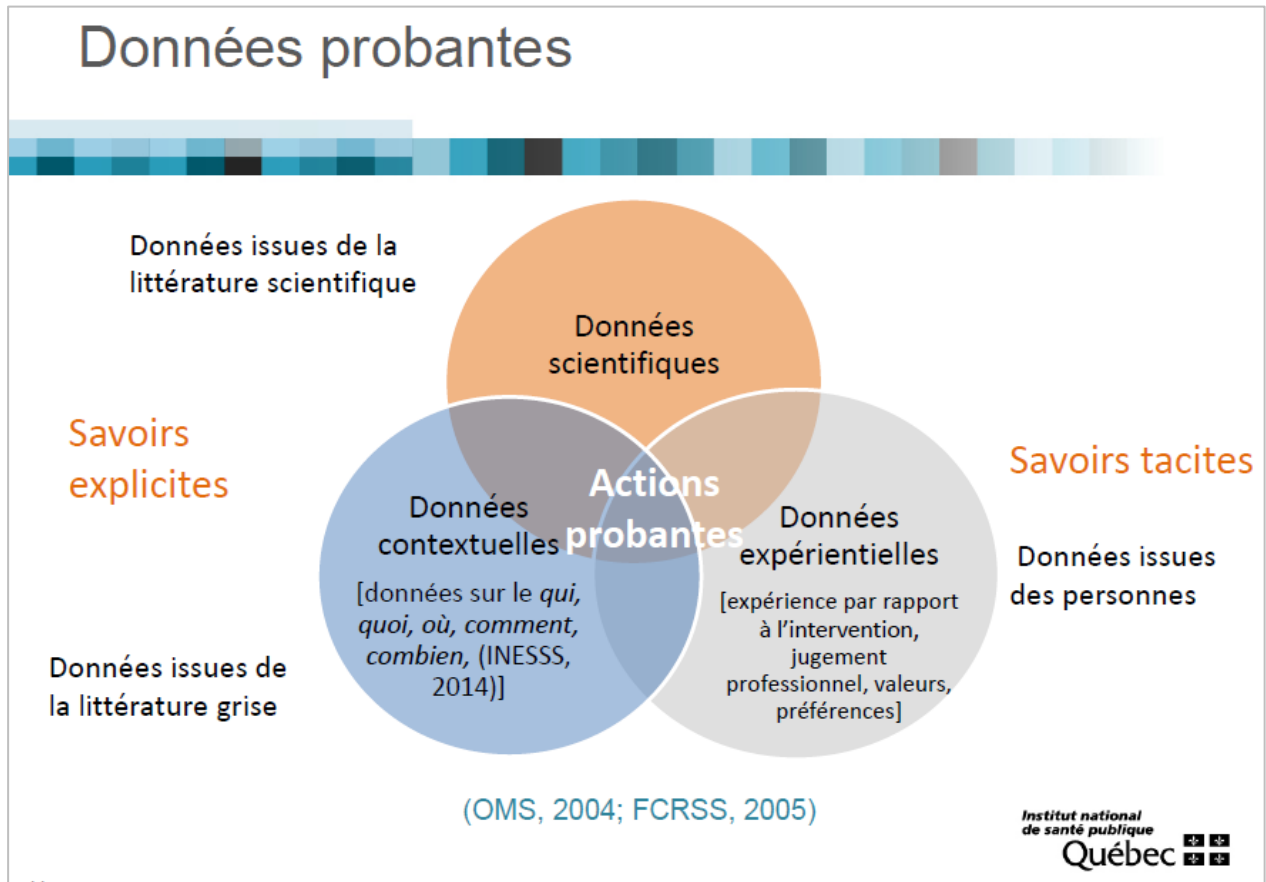 Données probantes
Données issues de la
littérature scientifique
Données
scientifiques
Savoirs
explicites
Savoirs tacites
Actions
probantes
Données
contextuelles
[données sur le qui,
quoi, où, comment,
combien, (INESSS,
2014)]
Données
expérientielles
[expérience par rapport
à l’intervention,
jugement
professionnel, valeurs,
préférences]
Données issues
des personnes
Données issues de
la littérature grise
(OMS, 2004; FCRSS, 2005)
Institut national
de santé publique
Québec